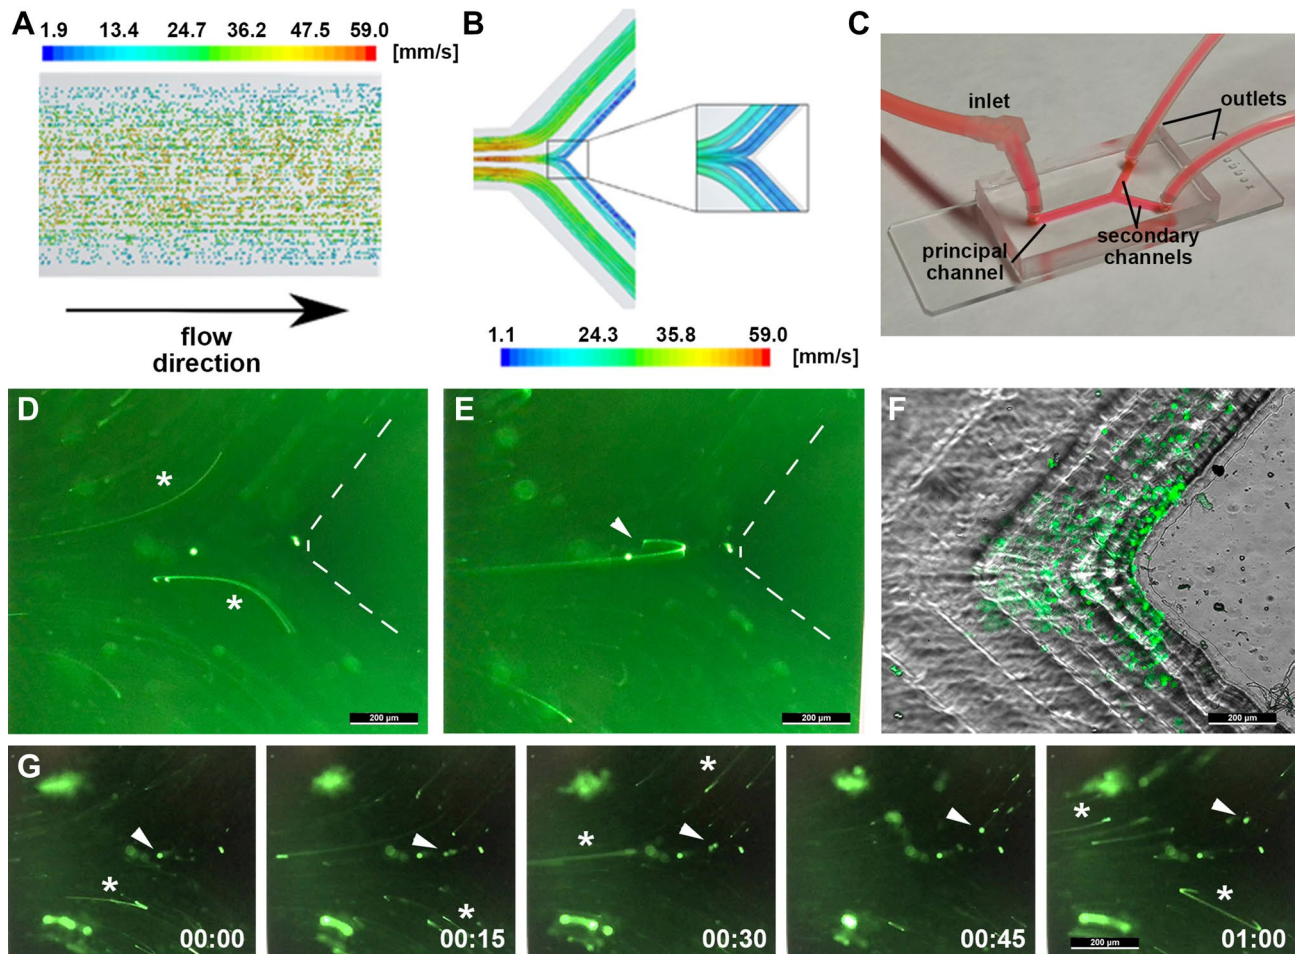 A
1.9 13.4 24.7 36.2 47.5 59.0
[mm/s]
flow
direction
B
1.1 24.3 35.8 59.0
[mm/s]
C
inlet
outlets
principal
channel
secondary
channels
D
*
*
200 µm
E
200 µm
F
200 µm
G
*
00:00
*
00:15
*
*
00:30
00:45
*
*
200 µm
01:00